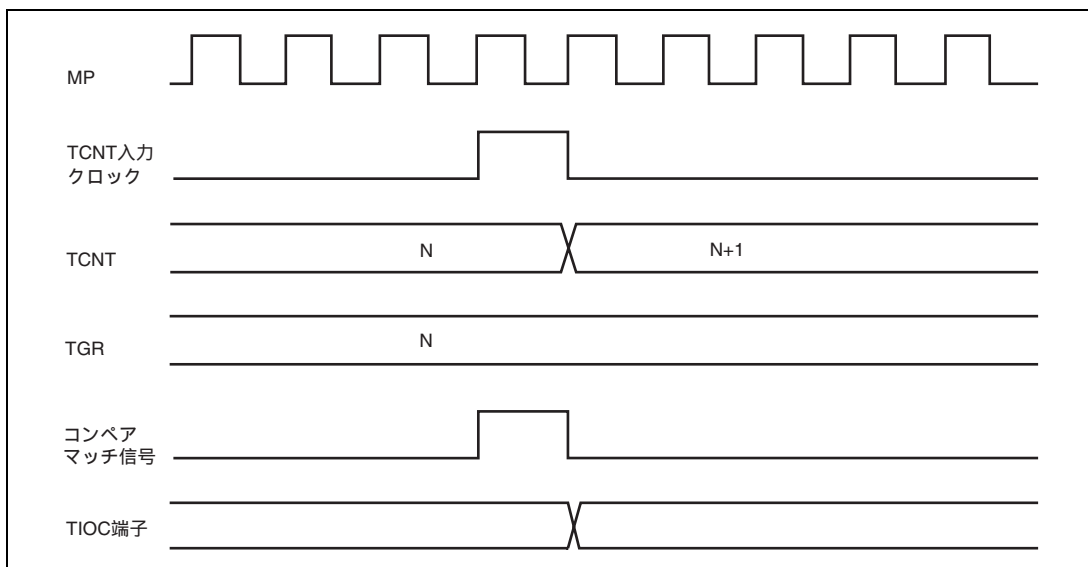 MP
TCNT入力
クロック
TCNT
N
N+1
TGR
N
コンペア
マッチ信号
TIOC端子